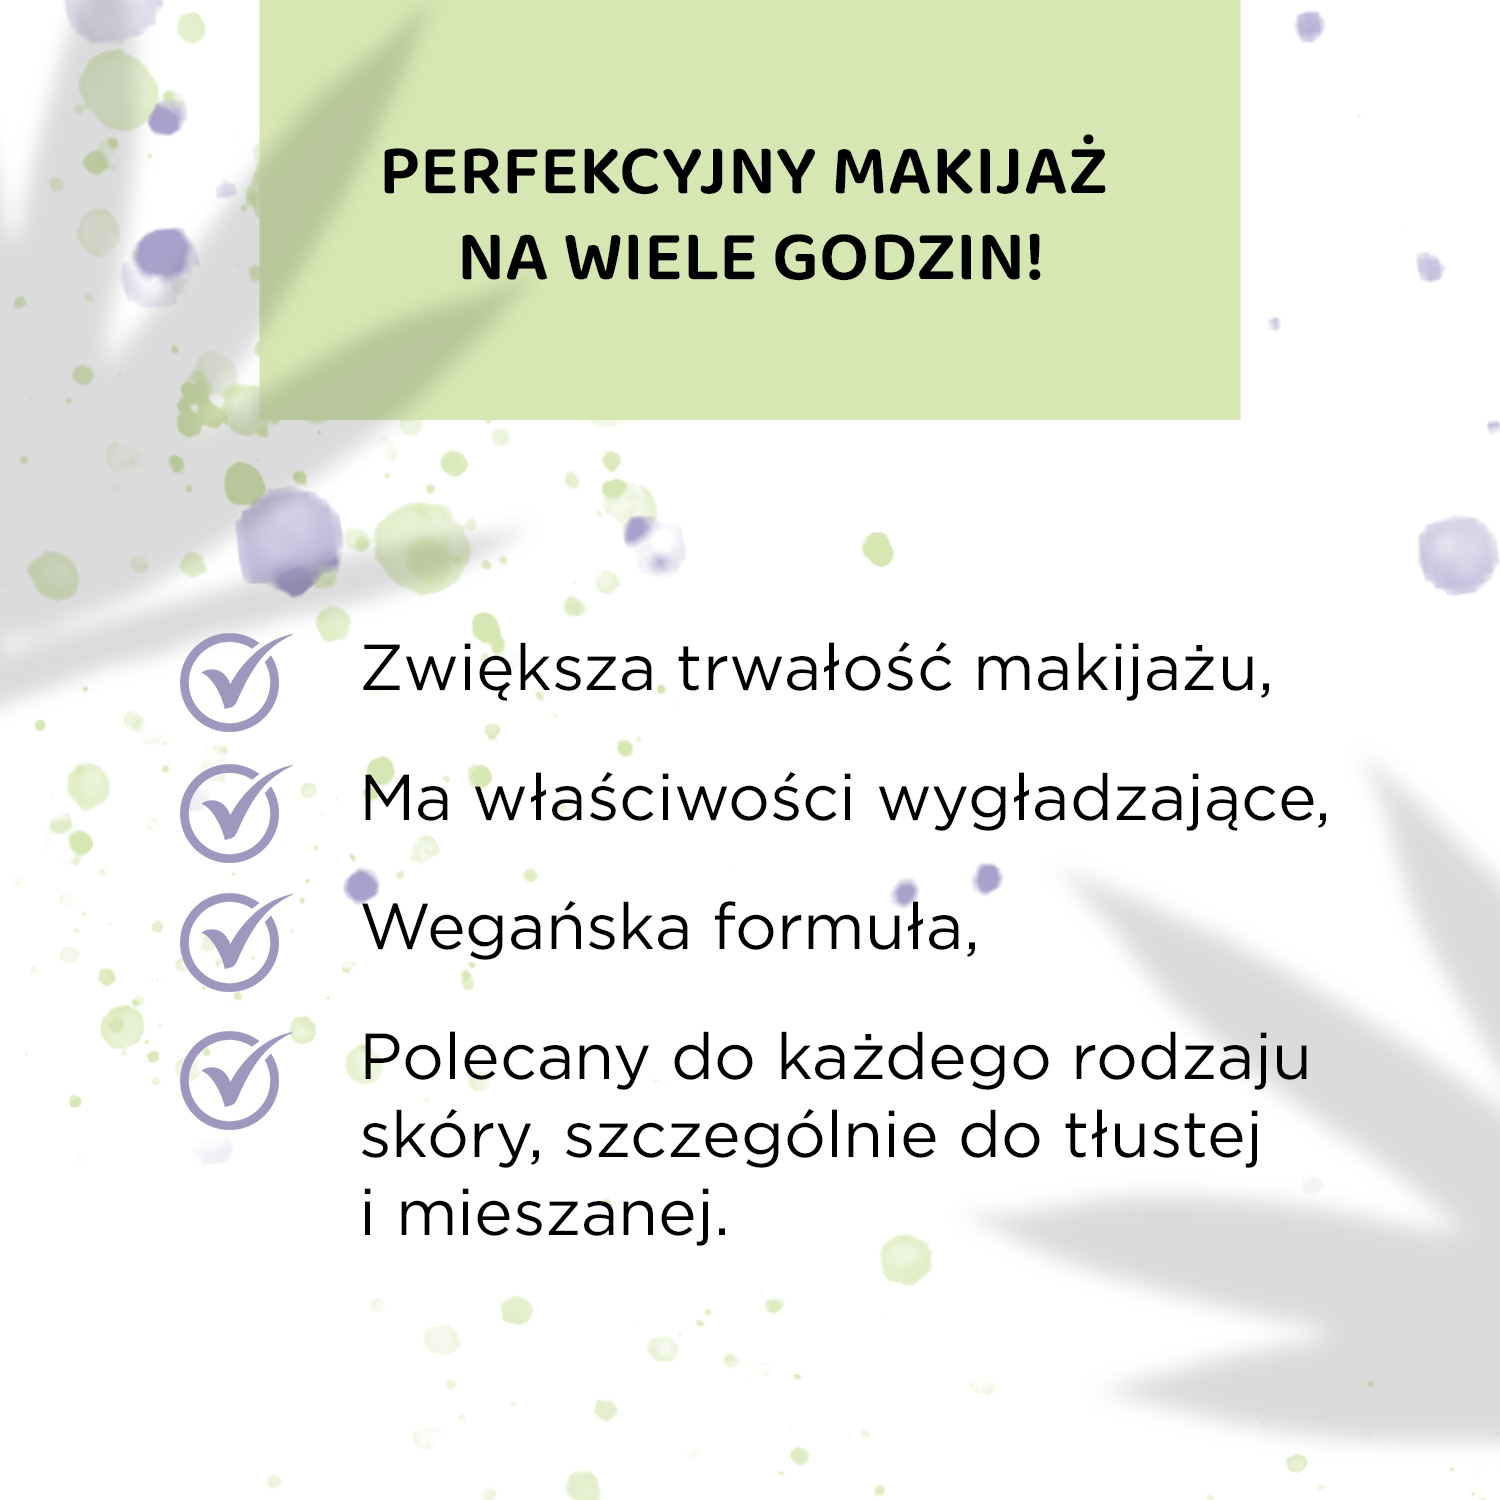 PERFEKCYJNY MAKIJAŻ
NA WIELE GODZIN!
Zwiększa trwałość makijażu,
Ma właściwości wygładzające,
Wegańska formuła,
Polecany do każdego rodzaju
skóry, szczególnie do tłustej
i mieszanej.